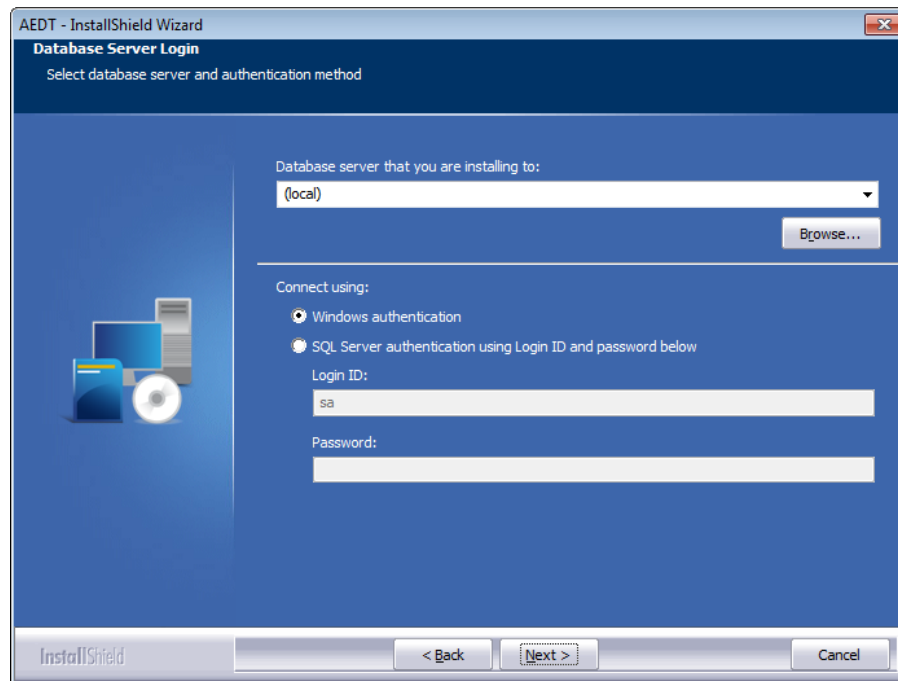 AEDT - InstallShield Wizard
Database Server Login
Select database server and authentication method
Database server that you are installing to:
(local)
Browse...
Connect using:
Windows authentication
SQL Server authentication using Login ID and password below
Login ID:
sa
Password:
InstallShield
< Back
Next >
Cancel